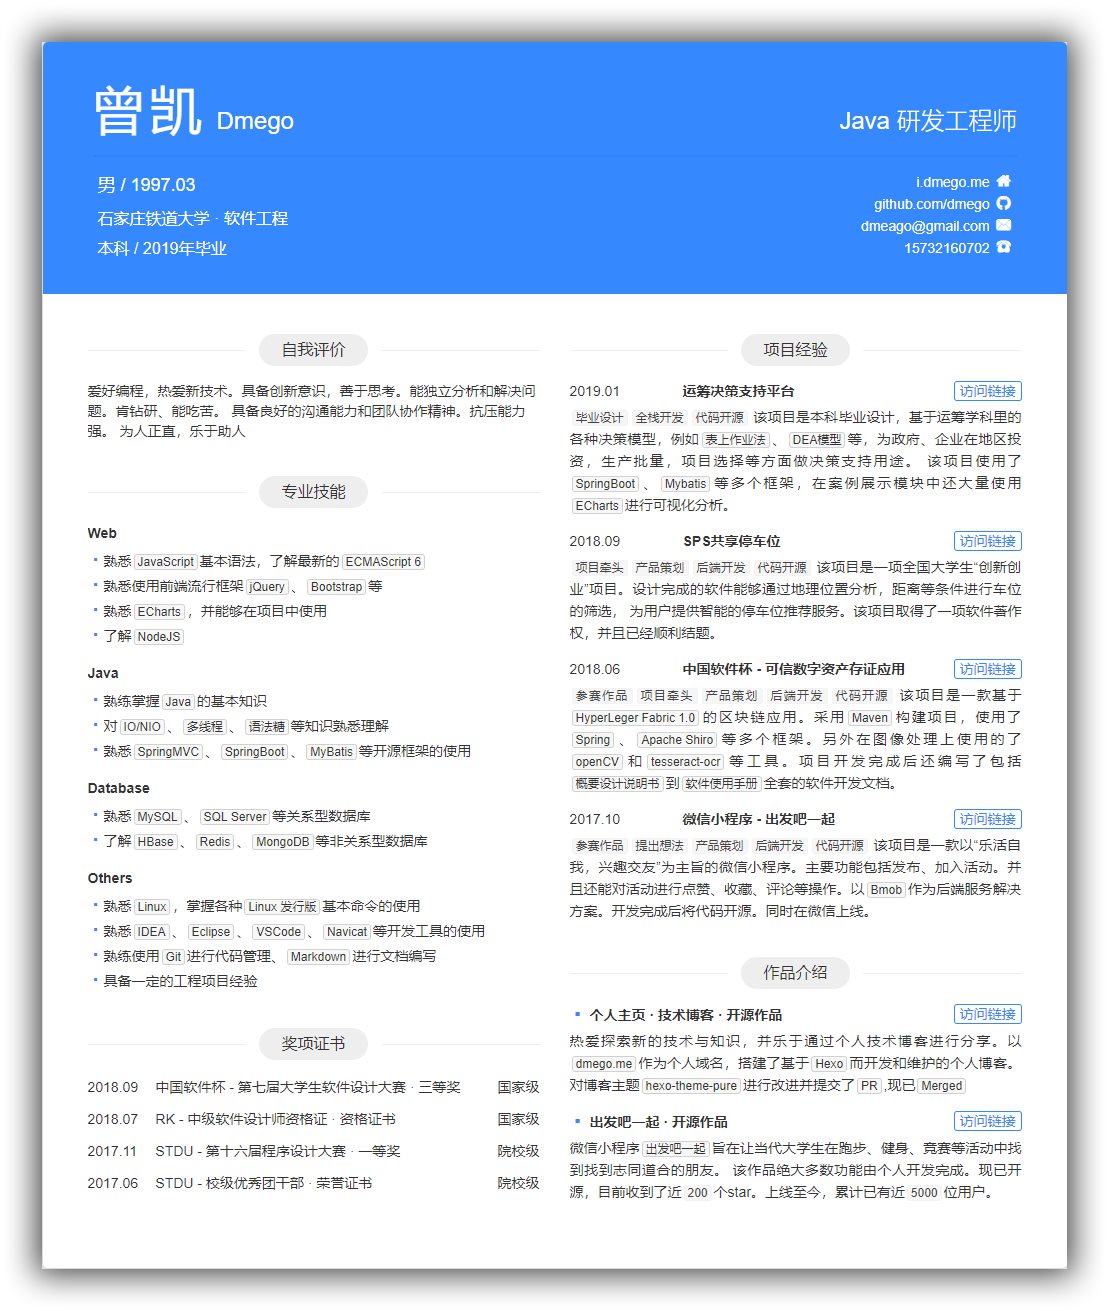 曾凯 Dmego
Java 研发工程师
男 / 1997.03
石家庄铁道大学 · 软件工程
本科 / 2019年毕业
i.dmego.me
github.com/dmego
dmeago@gmail.com
15732160702
自我评价
爱好编程，热爱新技术。具备创新意识，善于思考。能独立分析和解决问
题。肯钻研、能吃苦。 具备良好的沟通能力和团队协作精神。抗压能力
强。 为人正直，乐于助人
专业技能
Web
熟悉 JavaScript 基本语法，了解最新的 ECMAScript 6
熟悉使用前端流行框架 jQuery 、 Bootstrap 等
熟悉 ECharts ，并能够在项目中使用
了解 NodeJS
Java
熟练掌握 Java 的基本知识
对 IO/NIO 、 多线程 、 语法糖 等知识熟悉理解
熟悉 SpringMVC 、 SpringBoot 、 MyBatis 等开源框架的使用
Database
熟悉 MySQL 、 SQL Server 等关系型数据库
了解 HBase 、 Redis 、 MongoDB 等非关系型数据库
Others
熟悉 Linux ，掌握各种 Linux 发行版 基本命令的使用
熟悉 IDEA 、 Eclipse 、 VSCode 、 Navicat 等开发工具的使用
熟练使用 Git 进行代码管理、 Markdown 进行文档编写
具备一定的工程项目经验
奖项证书
2018.09 中国软件杯 - 第七届大学生软件设计大赛 · 三等奖 国家级
2018.07 RK - 中级软件设计师资格证 · 资格证书 国家级
2017.11 STDU - 第十六届程序设计大赛 · 一等奖 院校级
2017.06 STDU - 校级优秀团干部 · 荣誉证书 院校级
项目经验
2019.01 运筹决策支持平台 访问链接
毕业设计 全栈开发 代码开源 该项目是本科毕业设计，基于运筹学科里的
各种决策模型，例如 表上作业法 、 DEA模型 等，为政府、企业在地区投
资，生产批量，项目选择等方面做决策支持用途。 该项目使用了
SpringBoot 、 Mybatis 等多个框架，在案例展示模块中还大量使用
ECharts 进行可视化分析。
2018.09 SPS共享停车位 访问链接
项目牵头 产品策划 后端开发 代码开源 该项目是一项全国大学生“创新创
业”项目。设计完成的软件能够通过地理位置分析，距离等条件进行车位
的筛选， 为用户提供智能的停车位推荐服务。该项目取得了一项软件著作
权，并且已经顺利结题。
2018.06 中国软件杯 - 可信数字资产存证应用 访问链接
参赛作品 项目牵头 产品策划 后端开发 代码开源 该项目是一款基于
HyperLeger Fabric 1.0 的区块链应用。采用 Maven 构建项目，使用了
Spring 、 Apache Shiro 等多个框架。另外在图像处理上使用的了
openCV 和 tesseract-ocr 等工具。项目开发完成后还编写了包括
概要设计说明书 到 软件使用手册 全套的软件开发文档。
2017.10 微信小程序 - 出发吧一起 访问链接
参赛作品 提出想法 产品策划 后端开发 代码开源 该项目是一款以“乐活自
我，兴趣交友”为主旨的微信小程序。主要功能包括发布、加入活动。并
且还能对活动进行点赞、收藏、评论等操作。以 Bmob 作为后端服务解决
方案。开发完成后将代码开源。同时在微信上线。
作品介绍
个人主页 · 技术博客 · 开源作品 访问链接
热爱探索新的技术与知识，并乐于通过个人技术博客进行分享。以
dmego.me 作为个人域名，搭建了基于 Hexo 而开发和维护的个人博客。
对博客主题 hexo-theme-pure 进行改进并提交了 PR ,现已 Merged
出发吧一起 · 开源作品 访问链接
微信小程序 出发吧一起 旨在让当代大学生在跑步、健身、竞赛等活动中找
到找到志同道合的朋友。 该作品绝大多数功能由个人开发完成。现已开
源，目前收到了近 200 个star。上线至今，累计已有近 5000 位用户。